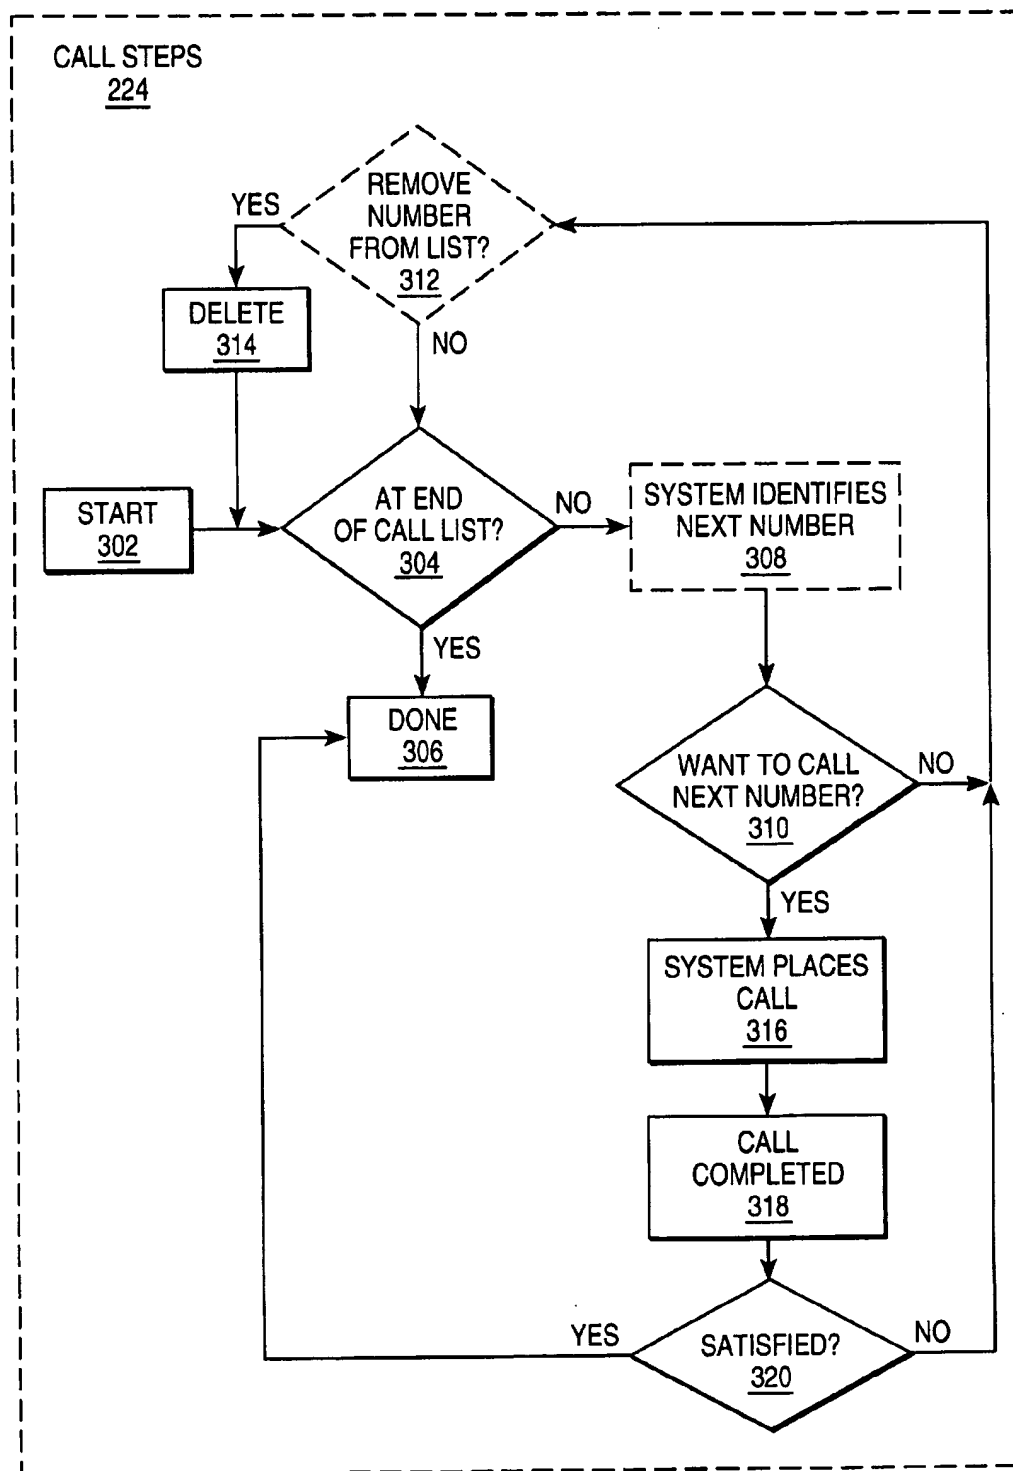 CALL STEPS
224
REMOVE
NUMBER
FROM LIST?
312
YES
NO
DELETE
314
START
302
AT END
OF CALL LIST?
304
NO
YES
SYSTEM IDENTIFIES
NEXT NUMBER
308
DONE
306
WANT TO CALL
NEXT NUMBER?
310
NO
YES
SYSTEM PLACES
CALL
316
CALL
COMPLETED
318
SATISFIED?
320
YES
NO